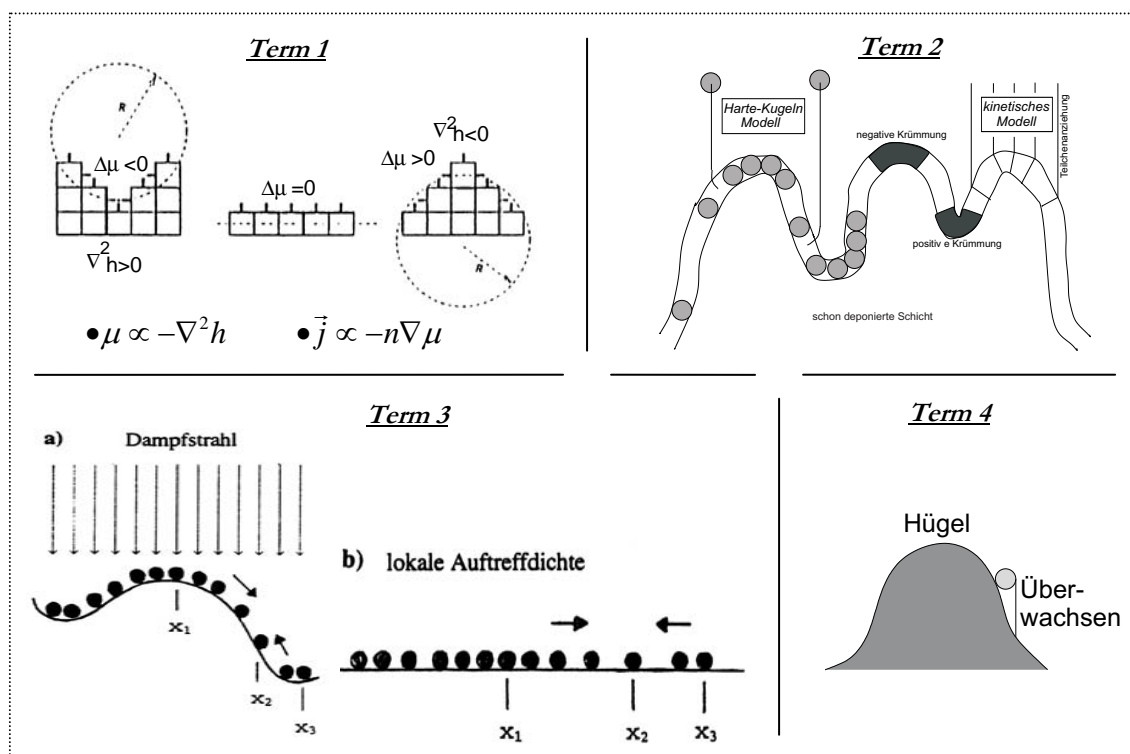 Term 1
R
∇²h<0
Δμ<0
Δμ>0
Δμ=0
∇²h>0
R
●μ ∝ −∇²h
●j⃗ ∝ −n∇μ
Term 2
Harte-Kugeln
Modell
kinetisches
Modell
Teilchenanziehung
negative Krümmung
positiv e Krümmung
schon deponierte Schicht
Term 3
a)
Dampfstrahl
x₁
x₂
x₃
b) lokale Auftreffdichte
x₁ x₂ x₃
Term 4
Hügel
Über-
wachsen